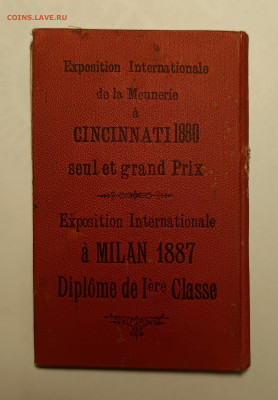 COINS.LAVE.RU
Exposition Internationale
de la Meunerie
à
CINCINNATI 1880
seul et grand Prix
Exposition Internationale
à MILAN 1887
Diplôme de Ière Classe